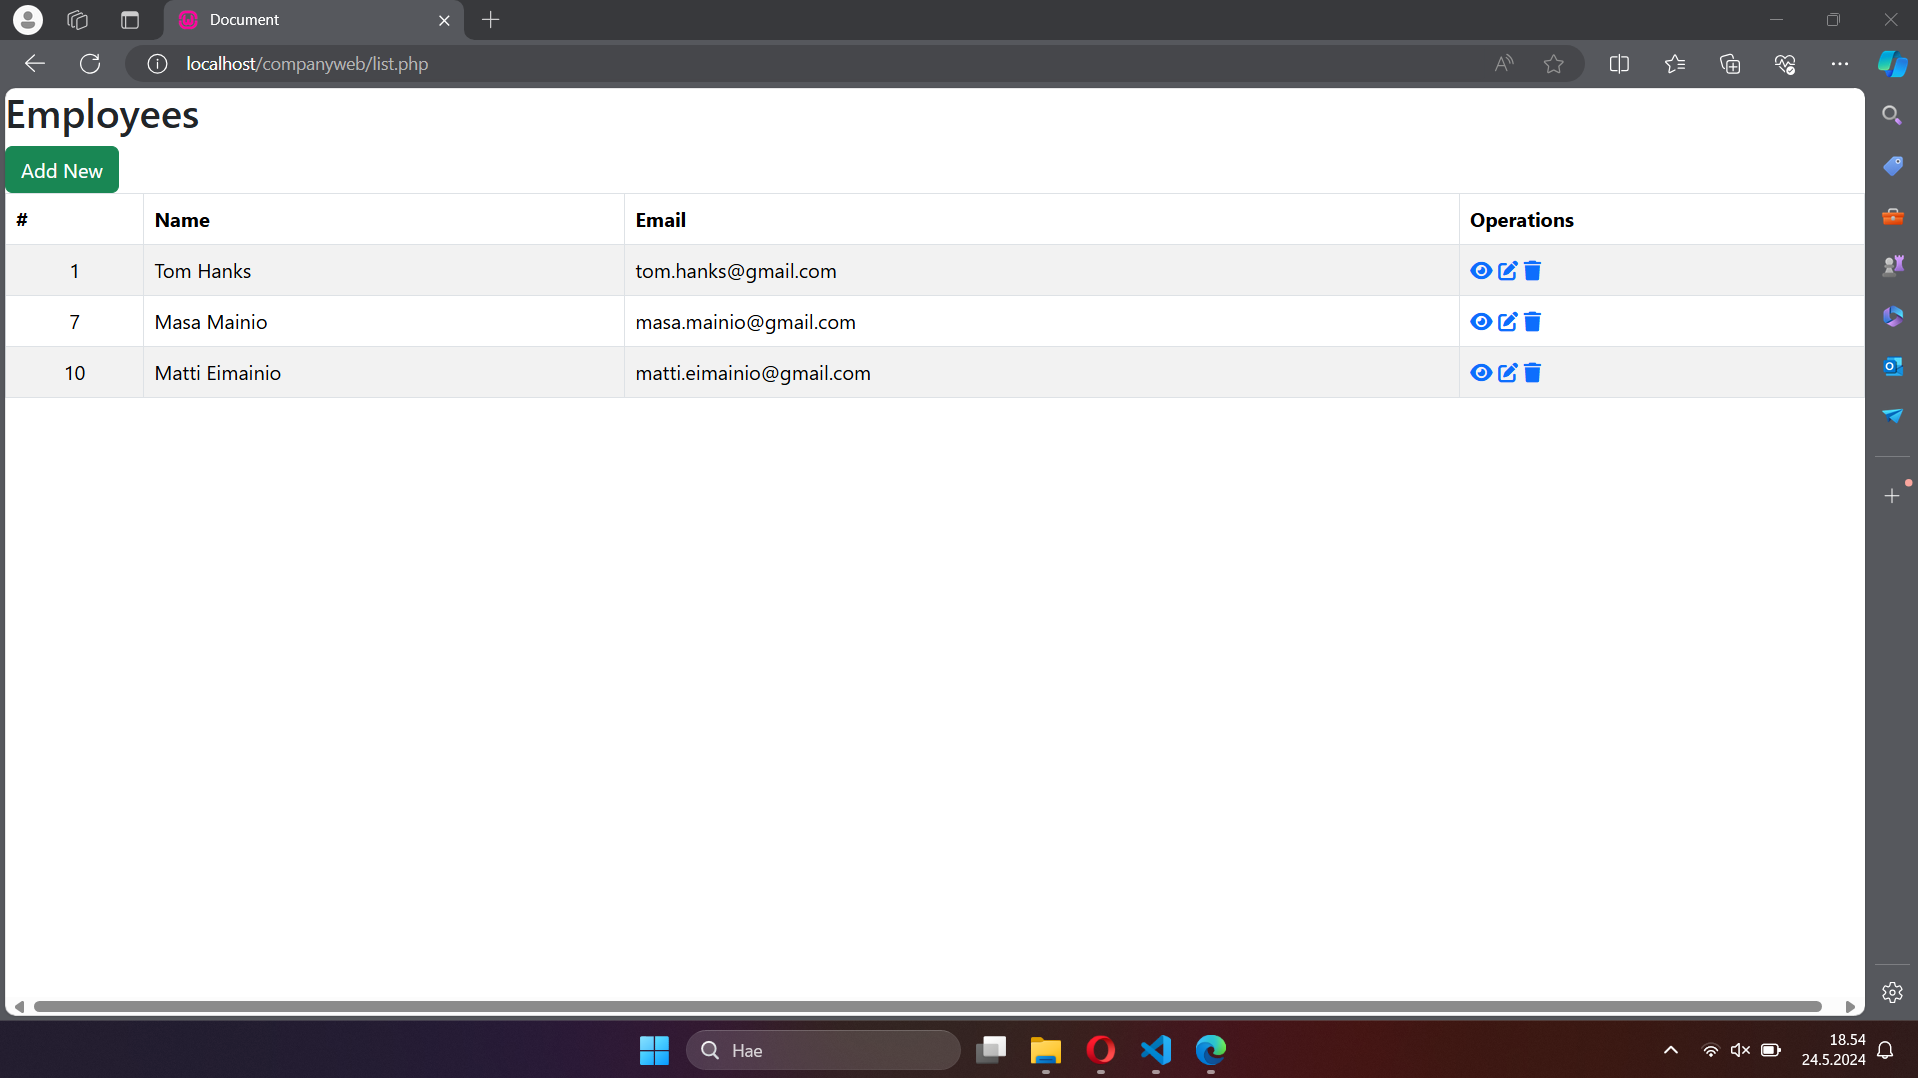 Document
localhost/companyweb/list.php
Employees
Add New
# Name Email Operations
1 Tom Hanks tom.hanks@gmail.com
7 Masa Mainio masa.mainio@gmail.com
10 Matti Eimainio matti.eimainio@gmail.com
Hae
18.54
24.5.2024